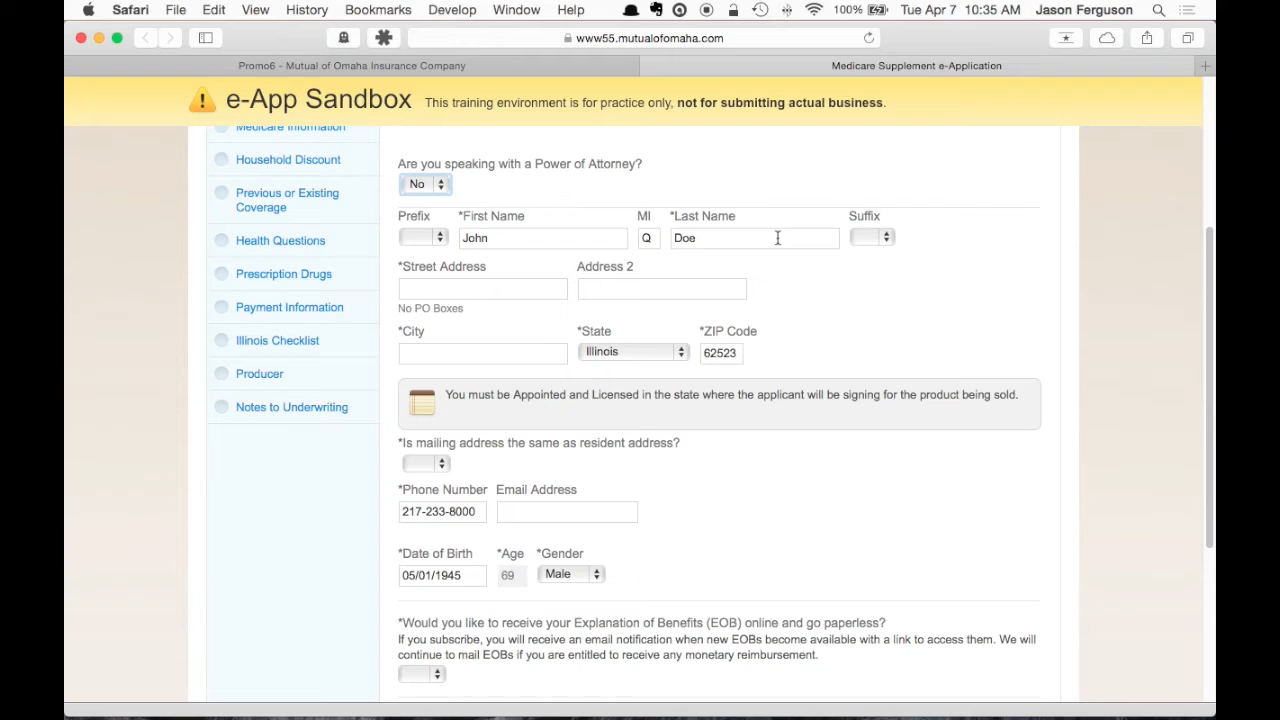 Safari File Edit View History Bookmarks Develop Window Help 100% Tue Apr 7 10:35 AM Jason Ferguson
www55.mutualofomaha.com
Promo6 - Mutual of Omaha Insurance Company Medicare Supplement e-Application
e-App Sandbox This training environment is for practice only, not for submitting actual business.
Medicare Information
Household Discount
Previous or Existing
Coverage
Health Questions
Prescription Drugs
Payment Information
Illinois Checklist
Producer
Notes to Underwriting
Are you speaking with a Power of Attorney?
No
Prefix *First Name MI *Last Name Suffix
John Q Doe
*Street Address Address 2
No PO Boxes
*City *State *ZIP Code
Illinois 62523
You must be Appointed and Licensed in the state where the applicant will be signing for the product being sold.
*Is mailing address the same as resident address?
*Phone Number Email Address
217-233-8000
*Date of Birth *Age *Gender
05/01/1945 69 Male
*Would you like to receive your Explanation of Benefits (EOB) online and go paperless?
If you subscribe, you will receive an email notification when new EOBs become available with a link to access them. We will
continue to mail EOBs if you are entitled to receive any monetary reimbursement.